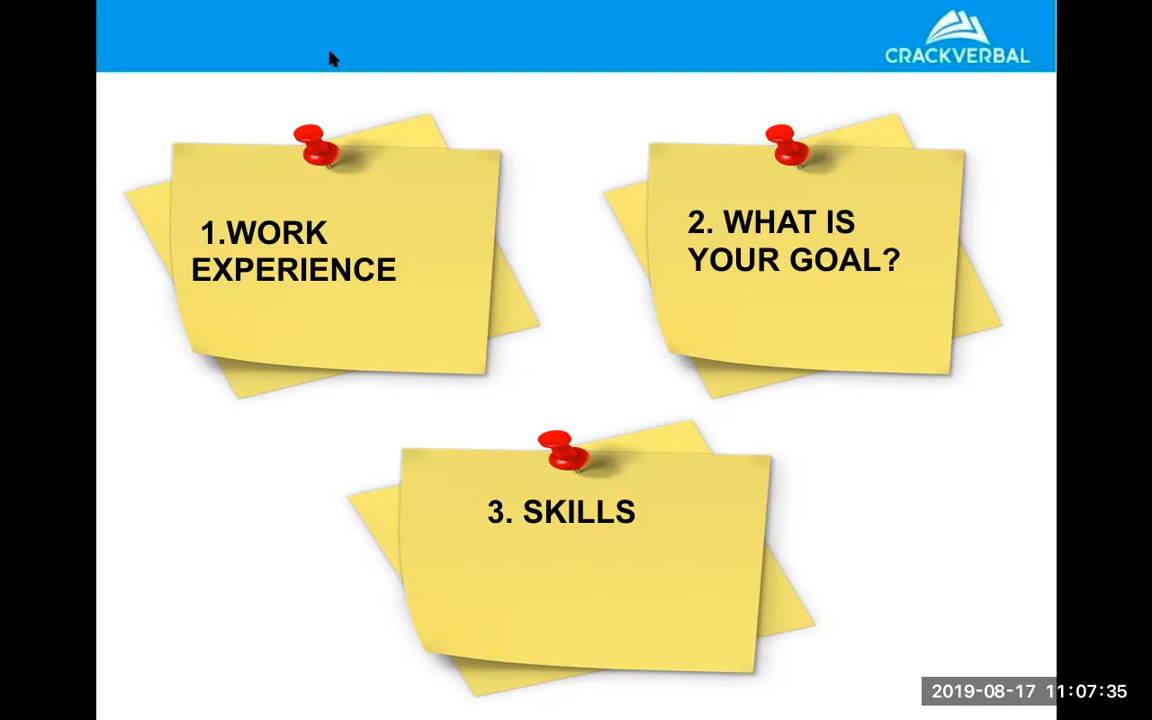 CRACKVERBAL
1.WORK
EXPERIENCE
2. WHAT IS
YOUR GOAL?
3. SKILLS
2019-08-17 11:07:35